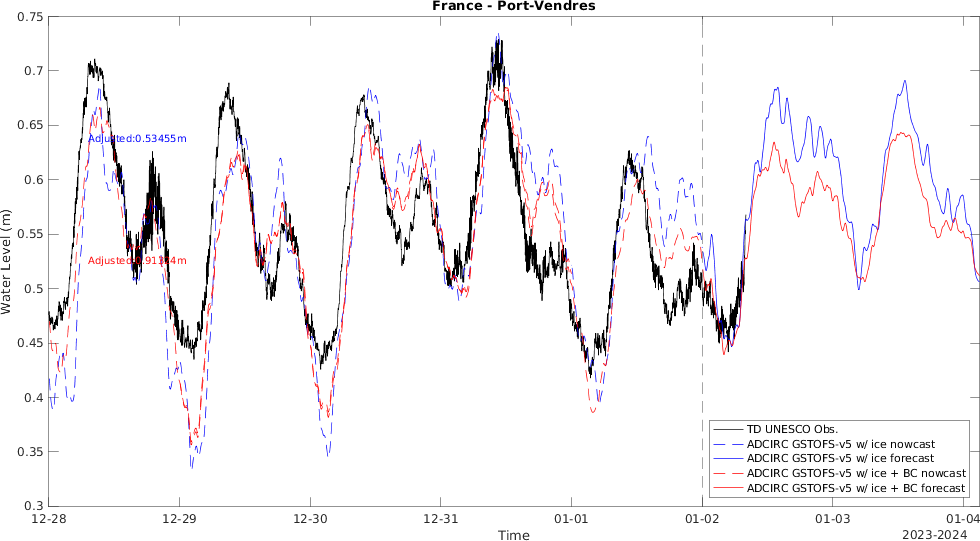 France - Port-Vendres
0.75
0.7
0.65
0.6
0.55
0.5
0.45
0.4
0.35
0.3
Water Level (m)
Adjusted:0.53455m
12-28
12-29
12-30
12-31
01-01
01-02
01-03
01-04
Time
2023-2024
TD UNESCO Obs.
ADCIRC GSTOFS-v5 w/ ice nowcast
ADCIRC GSTOFS-v5 w/ ice forecast
ADCIRC GSTOFS-v5 w/ ice + BC nowcast
ADCIRC GSTOFS-v5 w/ ice + BC forecast